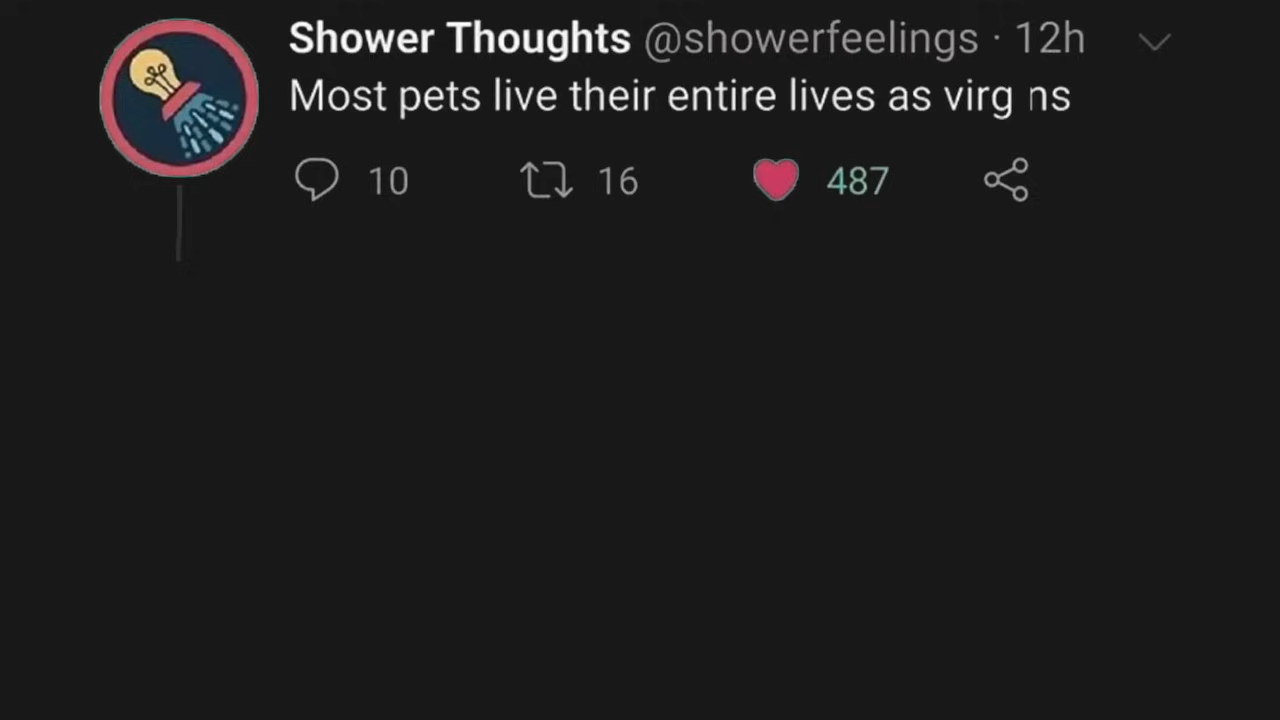 Shower Thoughts @showerfeelings · 12h
Most pets live their entire lives as virg ns
10 16 487